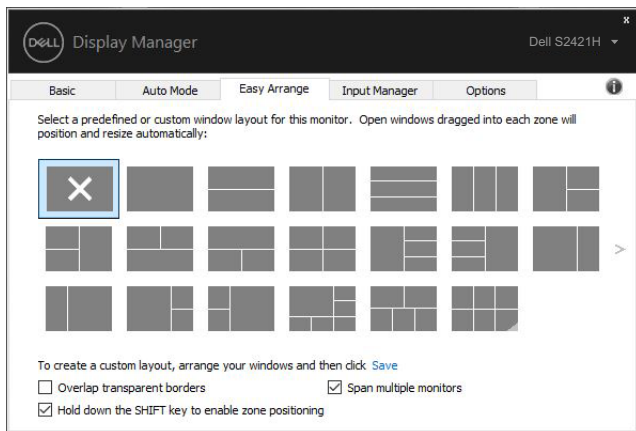 x
DELL Display Manager Dell S2421H
Basic Auto Mode Easy Arrange Input Manager Options
Select a predefined or custom window layout for this monitor. Open windows dragged into each zone will
position and resize automatically:
>
To create a custom layout, arrange your windows and then click Save
Overlap transparent borders Span multiple monitors
Hold down the SHIFT key to enable zone positioning